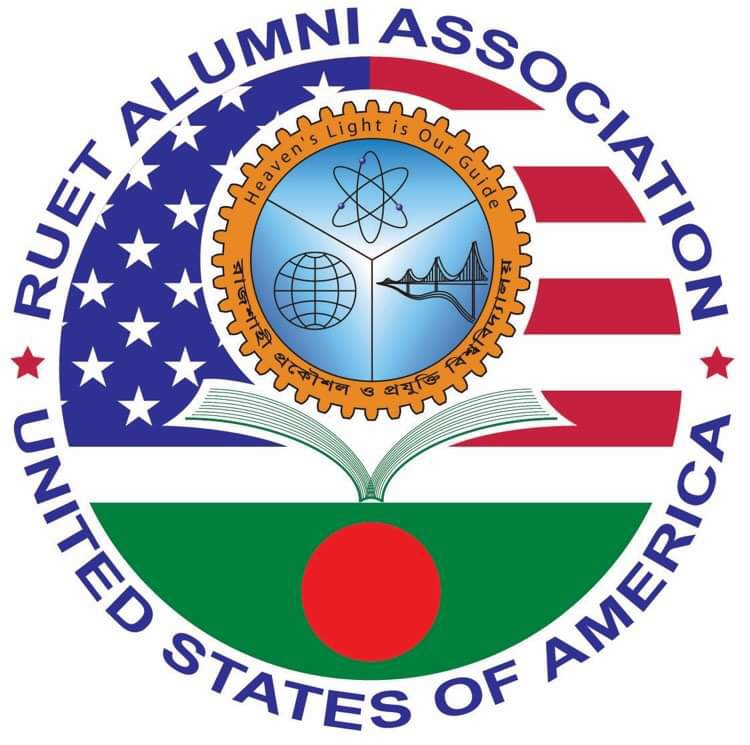 RUET ALUMNI ASSOCIATION
Heaven's Light is Our Guide
রাজশাহী প্রকৌশল ও প্রযুক্তি বিশ্ববিদ্যালয়
UNITED STATES OF AMERICA